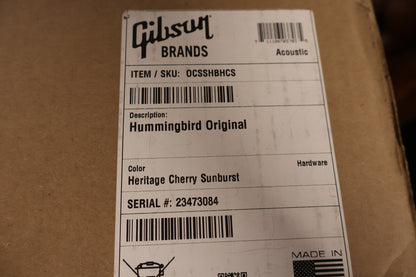 Gibson
BRANDS
Acoustic
ITEM / SKU: OCSSHBHCS
Description:
Hummingbird Original
Color
Hardware
Heritage Cherry Sunburst
SERIAL #: 23473084
MADE IN